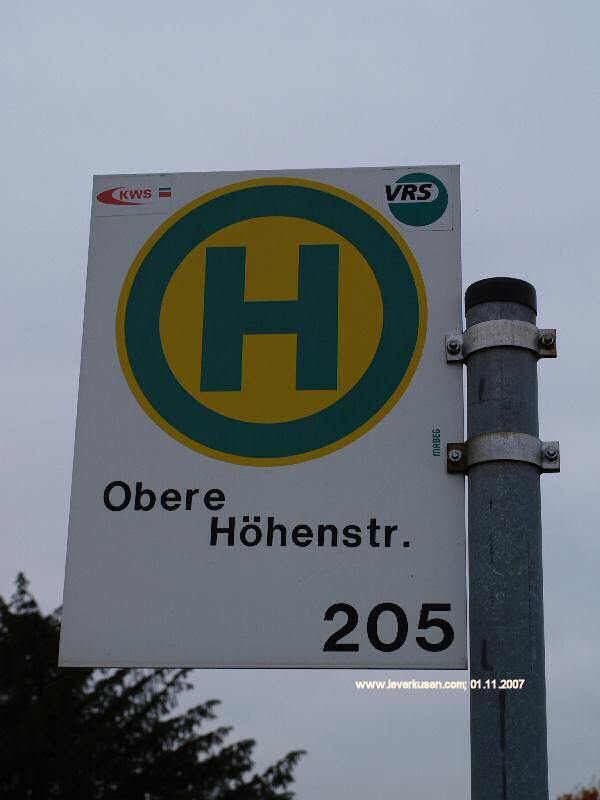 KWS
VRS
H
MABEG
Obere
Höhenstr.
205
www.leverkusen.com; 01.11.2007